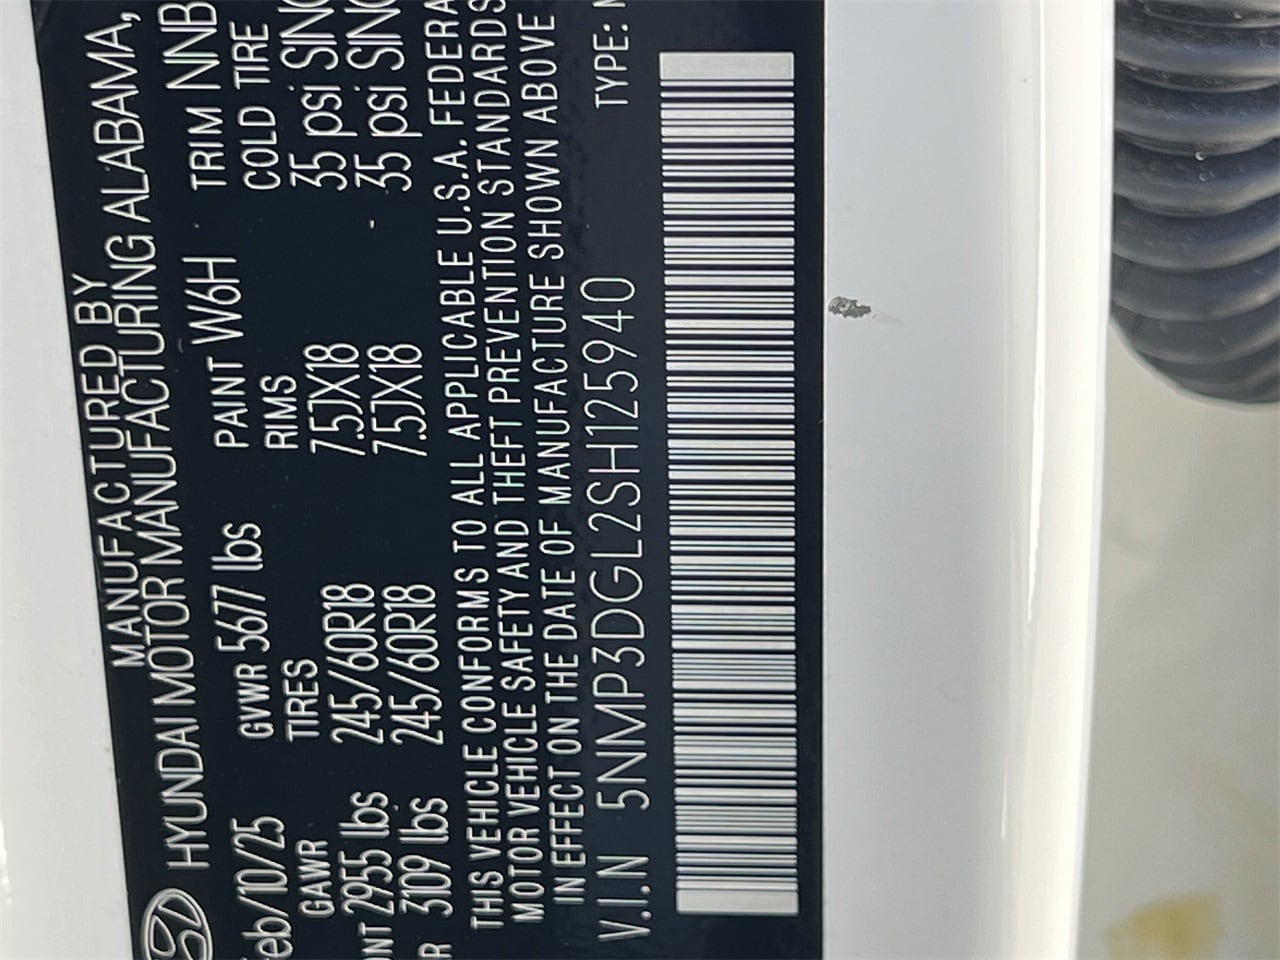 MANUFACTURED BY
HYUNDAI MOTOR MANUFACTURING ALABAMA,
eb/10/25 GVWR 5677 lbs PAINT W6H TRIM NNB
GAWR TIRES RIMS COLD TIRE
NT 2955 lbs 245/60R18 7.5JX18 35 psi SING
R 3109 lbs 245/60R18 7.5JX18 - 35 psi SING
THIS VEHICLE CONFORMS TO ALL APPLICABLE U.S.A. FEDERA
MOTOR VEHICLE SAFETY AND THEFT PREVENTION STANDARDS
IN EFFECT ON THE DATE OF MANUFACTURE SHOWN ABOVE
V.I.N 5NMP3DGL2SH125940 TYPE: